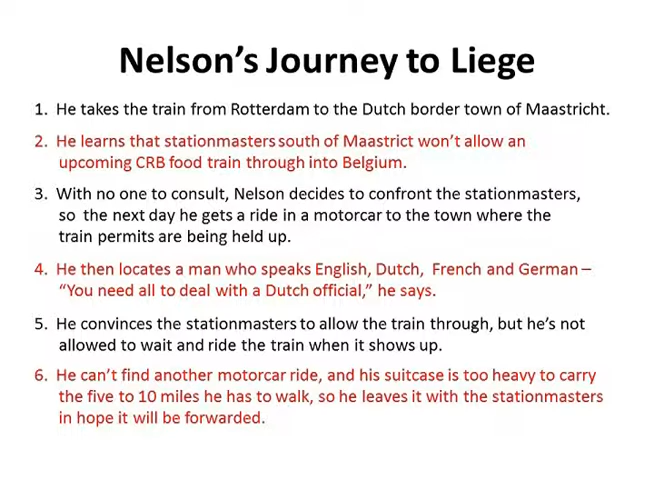 Nelson's Journey to Liege
1. He takes the train from Rotterdam to the Dutch border town of Maastricht.
2. He learns that stationmasters south of Maastrict won't allow an
upcoming CRB food train through into Belgium.
3. With no one to consult, Nelson decides to confront the stationmasters,
so the next day he gets a ride in a motorcar to the town where the
train permits are being held up.
4. He then locates a man who speaks English, Dutch, French and German –
"You need all to deal with a Dutch official," he says.
5. He convinces the stationmasters to allow the train through, but he's not
allowed to wait and ride the train when it shows up.
6. He can't find another motorcar ride, and his suitcase is too heavy to carry
the five to 10 miles he has to walk, so he leaves it with the stationmasters
in hope it will be forwarded.